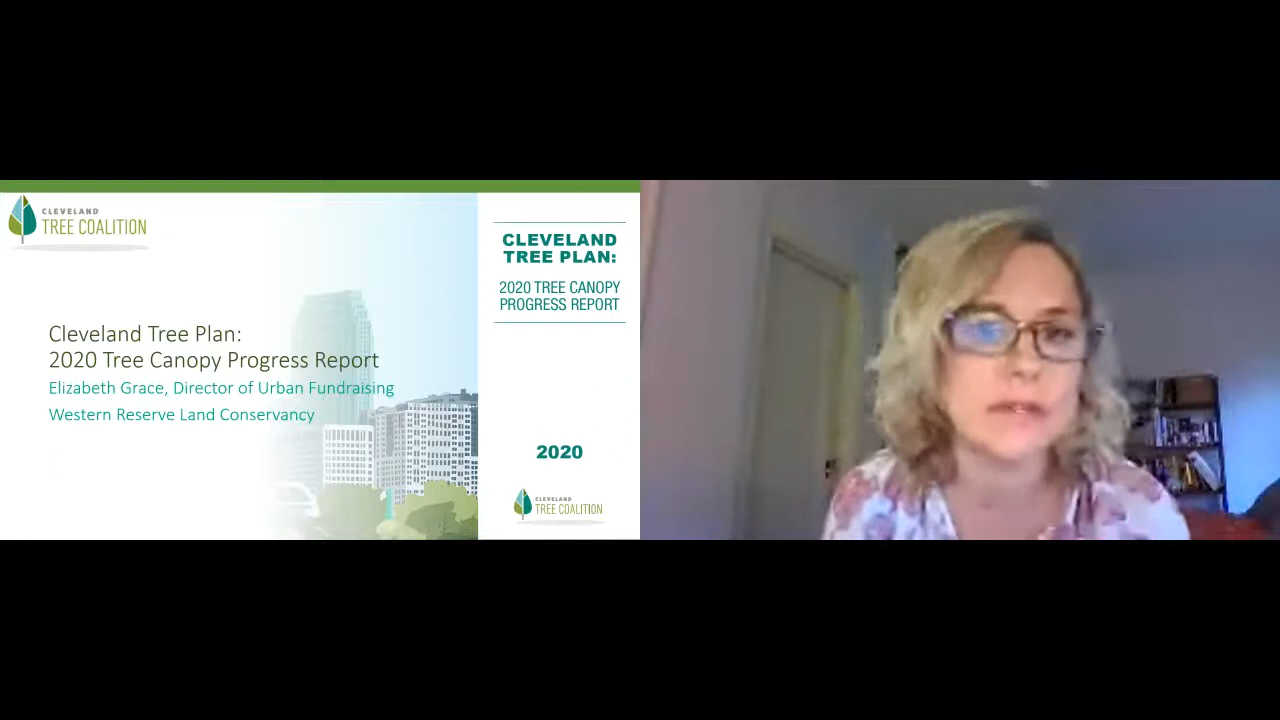 CLEVELAND
TREE COALITION
Cleveland Tree Plan:
2020 Tree Canopy Progress Report
Elizabeth Grace, Director of Urban Fundraising
Western Reserve Land Conservancy
CLEVELAND
TREE PLAN:
2020 TREE CANOPY
PROGRESS REPORT
2020
CLEVELAND
TREE COALITION